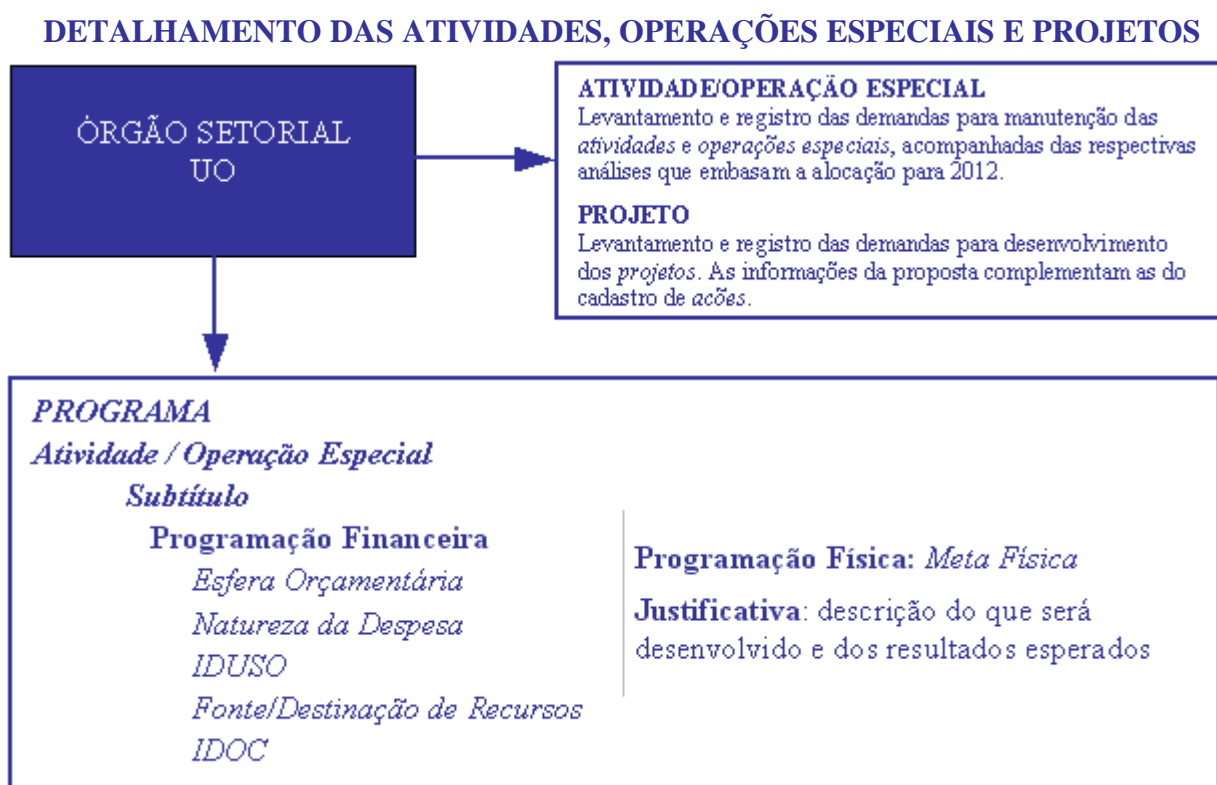 DETALHAMENTO DAS ATIVIDADES, OPERAÇÕES ESPECIAIS E PROJETOS
ÓRGÃO SETORIAL
UO
ATIVIDADE/OPERAÇÃO ESPECIAL
Levantamento e registro das demandas para manutenção das
atividades e operações especiais, acompanhadas das respectivas
análises que embasam a alocação para 2012.
PROJETO
Levantamento e registro das demandas para desenvolvimento
dos projetos. As informações da proposta complementam as do
cadastro de acões.
PROGRAMA
Atividade / Operação Especial
Subtítulo
Programação Financeira
Esfera Orçamentária
Natureza da Despesa
IDUSO
Fonte/Destinação de Recursos
IDOC
Programação Física: Meta Física
Justificativa: descrição do que será
desenvolvido e dos resultados esperados